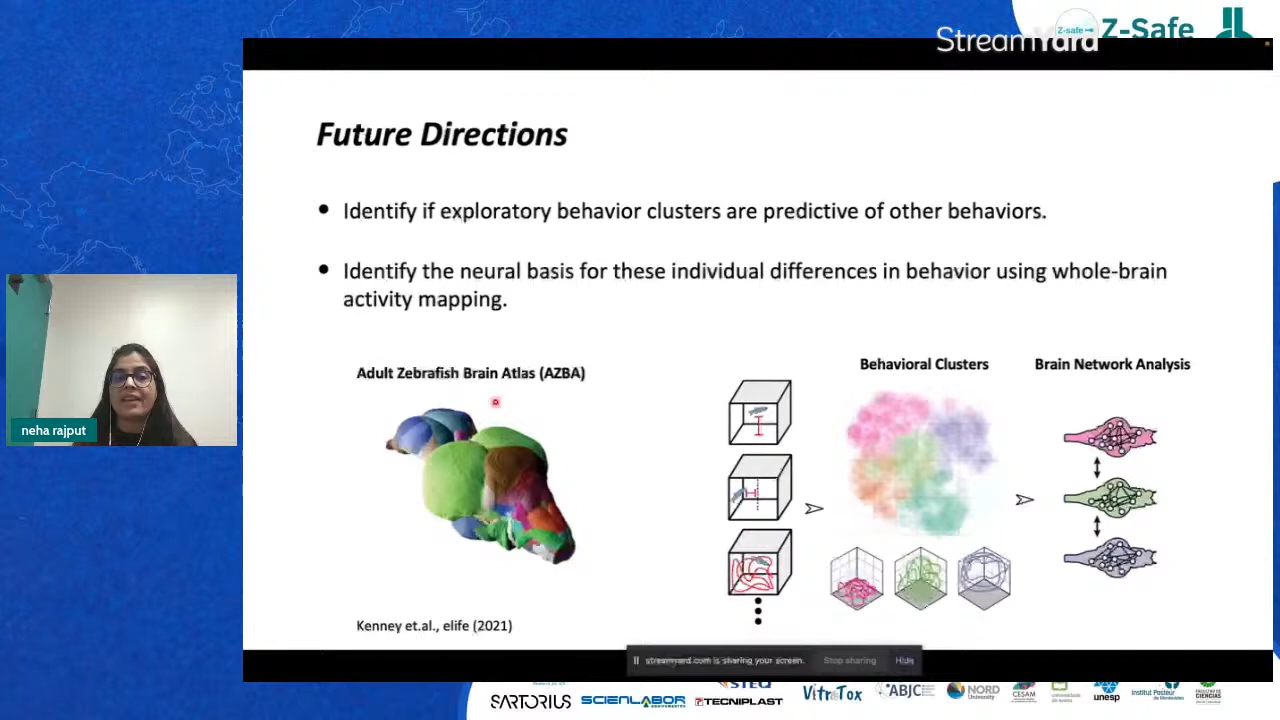 StreamYard
Z-safe
Z-Safe
Future Directions
• Identify if exploratory behavior clusters are predictive of other behaviors.
• Identify the neural basis for these individual differences in behavior using whole-brain
activity mapping.
Adult Zebrafish Brain Atlas (AZBA)
Behavioral Clusters
Brain Network Analysis
neha rajput
Kenney et.al., elife (2021)
streamyard.com is sharing your screen.
Stop sharing
Hide
SARTORIUS
SCIENLABOR
STEQ
TECNIPLAST
VitroTox
ABJC
NORD
University
CESAM
unesp
Institut Pasteur
de Montevideo
FACULTAD DE
CIENCIAS